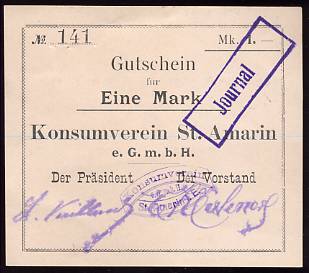 № 141 Mk. 1.—
Gutschein
für
Eine Mark
Journal
Konsumverein St. Amarin
e. G. m. b. H.
Der Präsident Der Vorstand